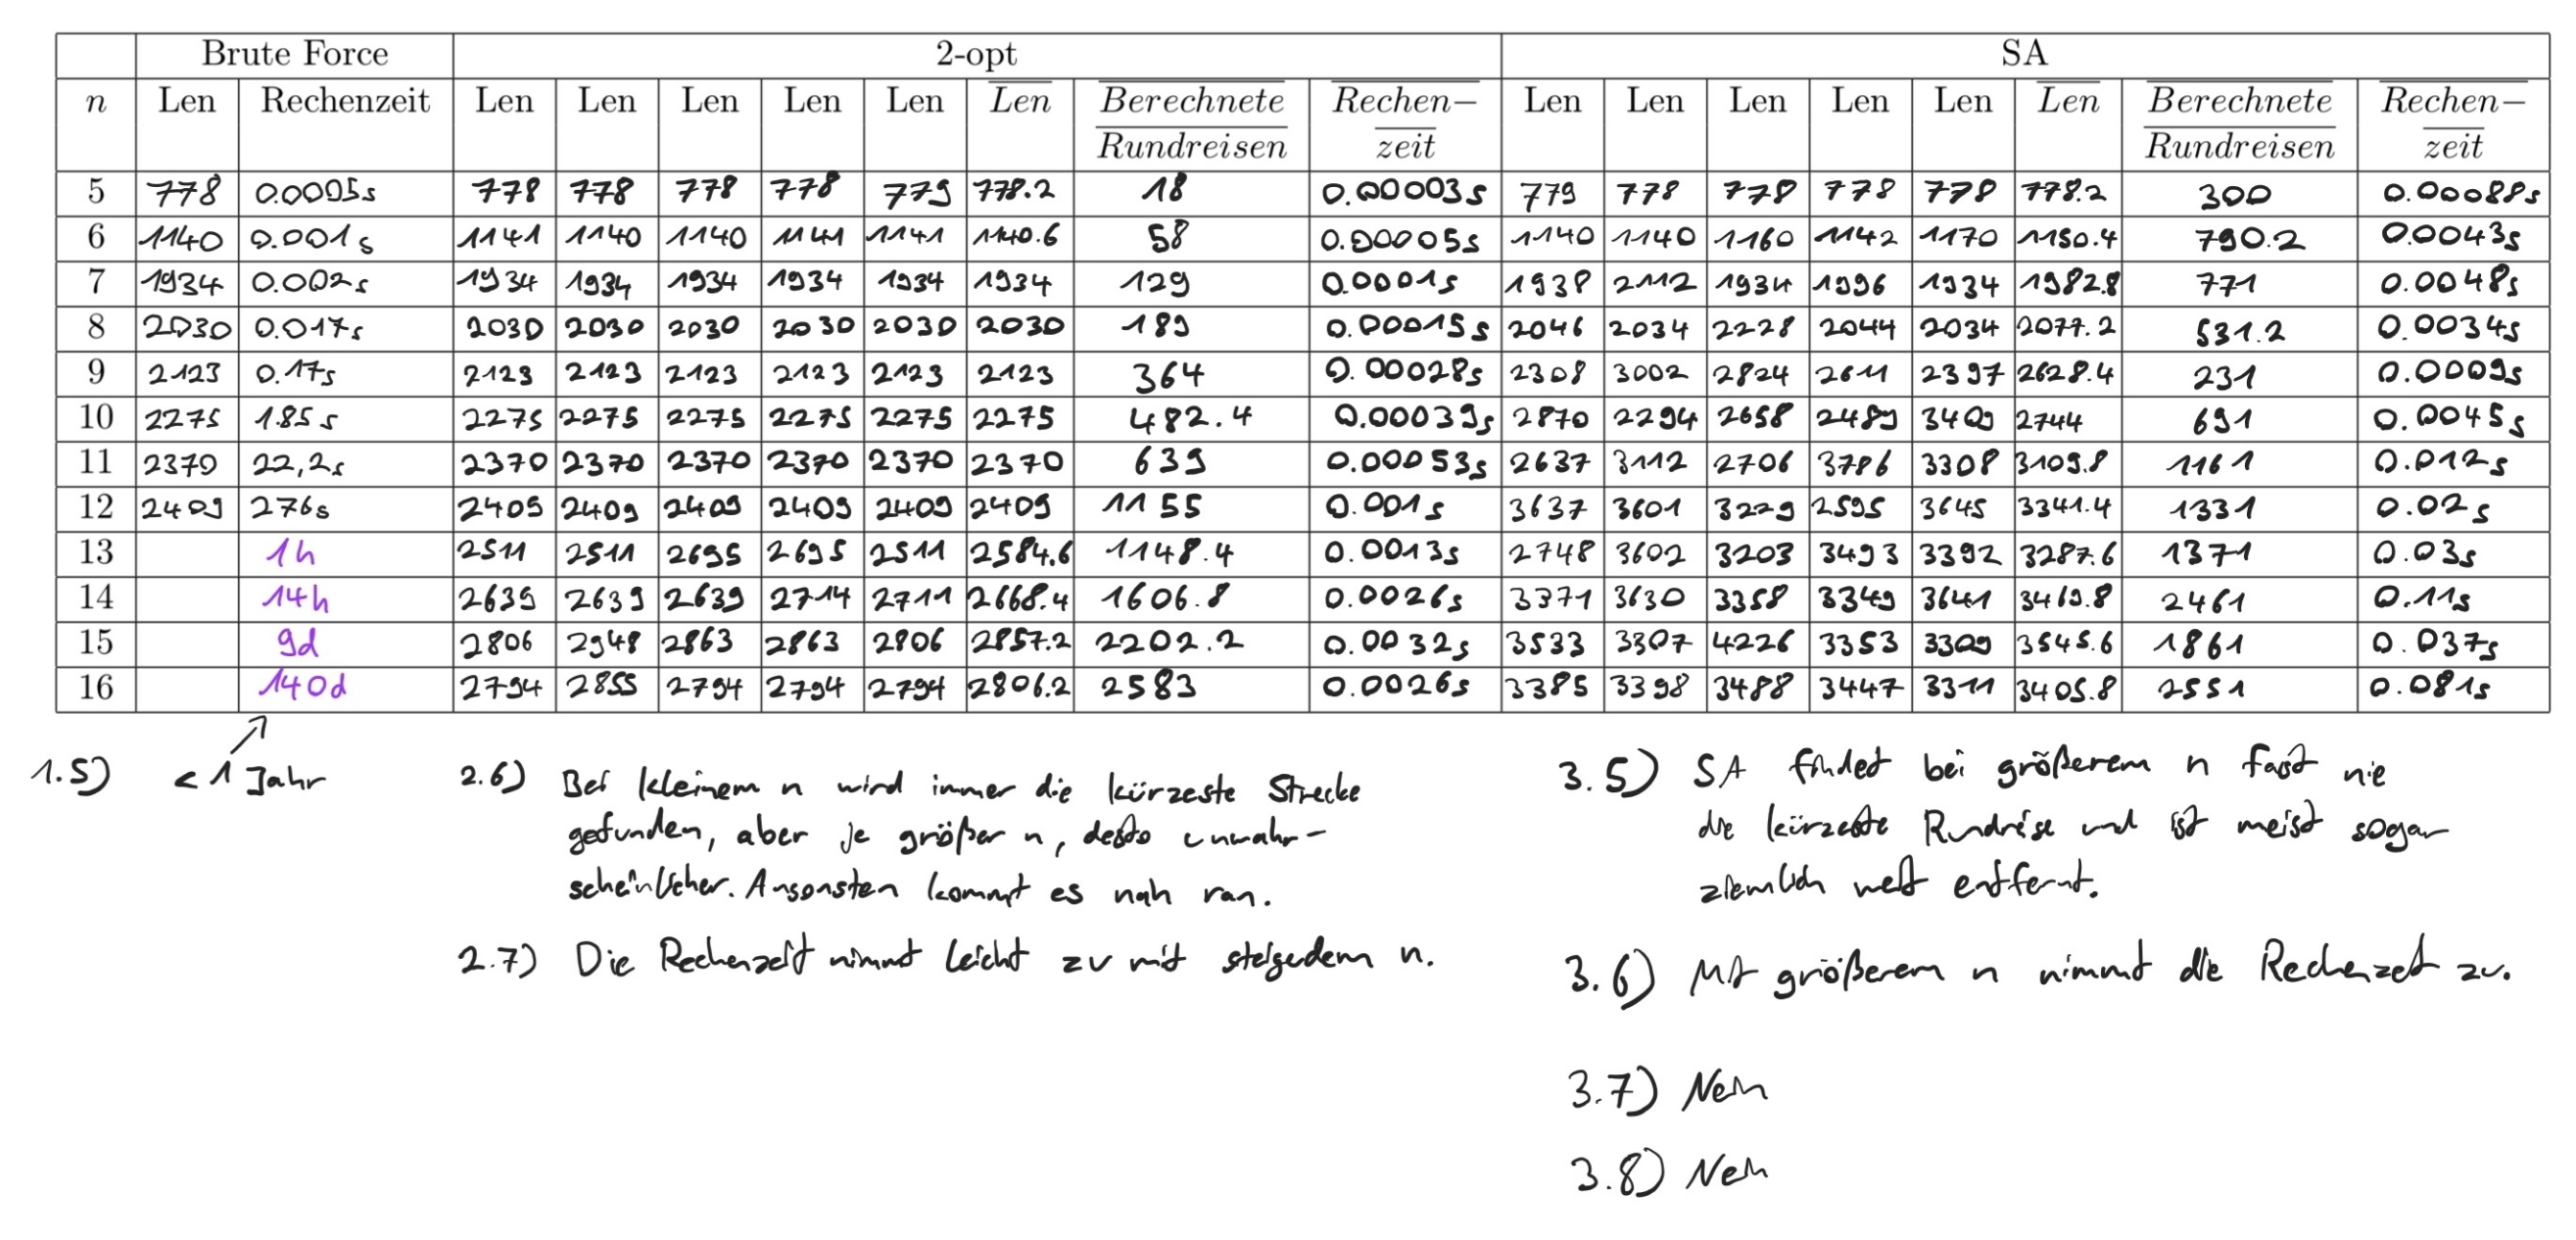 Brute Force 2-opt SA
n Len Rechenzeit Len Len Len Len Len Len Berechnete Rechen- Len Len Len Len Len Len Berechnete Rechen-
Rundreisen zeit Rundreisen zeit
5 778 0.0005s 778 778 778 778 779 778.2 18 0.00003s 779 778 778 778 778 778.2 300 0.00088s
6 1140 0.001s 1141 1140 1140 1141 1141 1140.6 58 0.00005s 1140 1140 1160 1142 1170 1150.4 790.2 0.0043s
7 1934 0.002s 1934 1934 1934 1934 1934 1934 129 0.0001s 1938 2112 1934 1996 1934 1982.8 771 0.0048s
8 2030 0.017s 2030 2030 2030 2030 2030 2030 189 0.00015s 2046 2034 2228 2044 2034 2077.2 531.2 0.0034s
9 2123 0.17s 2123 2123 2123 2123 2123 2123 364 0.00028s 2308 3002 2824 2611 2397 2628.4 231 0.0009s
10 2275 1.85s 2275 2275 2275 2275 2275 2275 482.4 0.00039s 2870 2294 2658 2489 3409 2744 691 0.0045s
11 2370 22,2s 2370 2370 2370 2370 2370 2370 639 0.00053s 2637 3112 2706 3786 3308 3109.8 1161 0.012s
12 2409 276s 2409 2409 2409 2409 2409 2409 1155 0.001s 3637 3601 3229 2595 3645 3341.4 1331 0.02s
13 1h 2511 2511 2695 2695 2511 2584.6 1148.4 0.0013s 2748 3602 3203 3493 3392 3287.6 1371 0.03s
14 14h 2639 2639 2639 2714 2711 2668.4 1606.8 0.0026s 3371 3630 3358 3349 3641 3469.8 2461 0.11s
15 9d 2806 2948 2863 2863 2806 2857.2 2202.2 0.0032s 3533 3307 4226 3353 3309 3545.6 1861 0.037s
16 140d 2794 2855 2794 2794 2794 2806.2 2583 0.0026s 3385 3398 3488 3447 3311 3405.8 2551 0.081s
1.5) < 1 Jahr
2.6) Bei kleinem n wird immer die kürzeste Strecke
gefunden, aber je größer n, desto unwahr-
scheinlicher. Ansonsten kommt es nah ran.
2.7) Die Rechenzeit nimmt leicht zu mit steigendem n.
3.5) SA findet bei größerem n fast nie
die kürzeste Rundreise und ist meist sogar
ziemlich weit entfernt.
3.6) Mit größerem n nimmt die Rechenzeit zu.
3.7) Nein
3.8) Nein